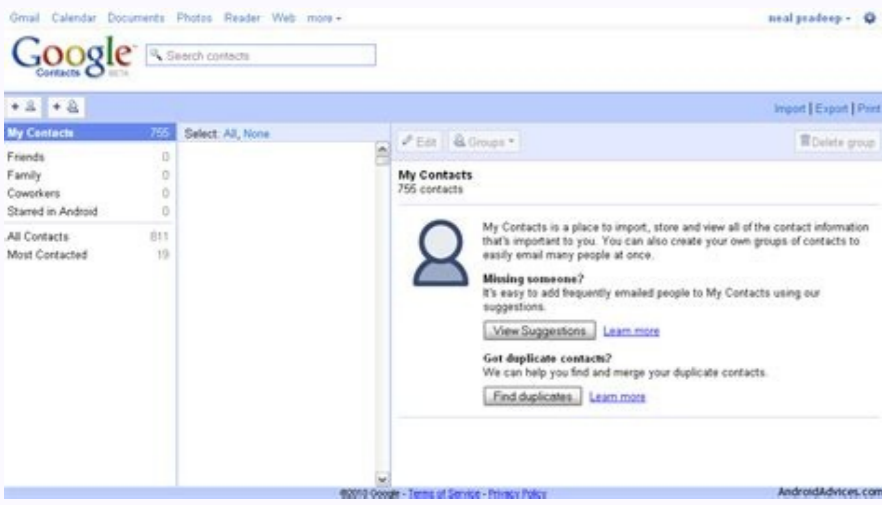 Gmail Calendar Documents Photos Reader Web more
neal pradeep
Google
Contacts BETA
Search contacts
Import | Export | Print
My Contacts 755
Friends 0
Family 0
Coworkers 0
Starred in Android 0
All Contacts 811
Most Contacted 19
Select: All, None
Edit Groups
Delete group
My Contacts
755 contacts
My Contacts is a place to import, store and view all of the contact information
that's important to you. You can also create your own groups of contacts to
easily email many people at once.
Missing someone?
It's easy to add frequently emailed people to My Contacts using our
suggestions.
View Suggestions Learn more
Got duplicate contacts?
We can help you find and merge your duplicate contacts.
Find duplicates Learn more
©2010 Google - Terms of Service - Privacy Policy
AndroidAdvices.com